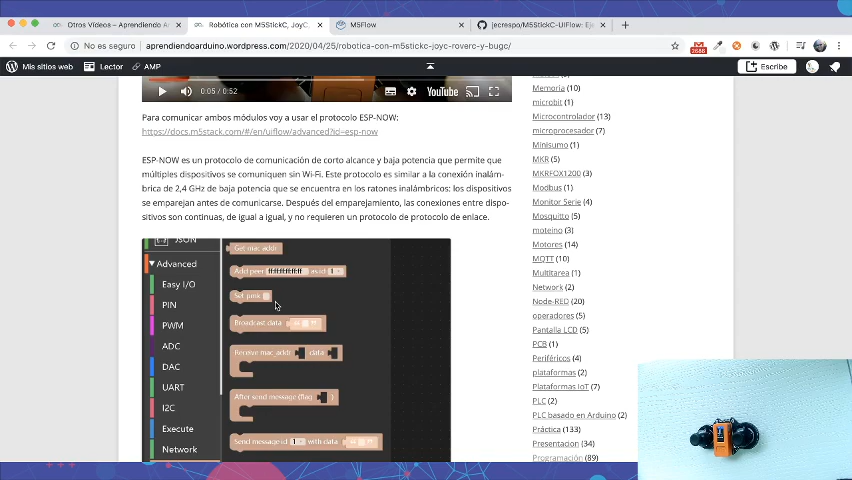 Otros Vídeos – Aprendiendo A
Robótica con M5StickC, JoyC,
M5Flow
jecrespo/M5StickC-UIFlow: Eje
No es seguro
aprendiendoarduino.wordpress.com/2020/04/25/robotica-con-m5stickc-joyc-roverc-y-bugc/
2688
Mis sitios web
Lector
AMP
Escribe
0:05 / 0:52
YouTube
Para comunicar ambos módulos voy a usar el protocolo ESP-NOW:
https://docs.m5stack.com/#/en/uiflow/advanced?id=esp-now
ESP-NOW es un protocolo de comunicación de corto alcance y baja potencia que permite que
múltiples dispositivos se comuniquen sin Wi-Fi. Este protocolo es similar a la conexión inalám-
brica de 2,4 GHz de baja potencia que se encuentra en los ratones inalámbricos: los dispositivos
se emparejan antes de comunicarse. Después del emparejamiento, las conexiones entre dispo-
sitivos son continuas, de igual a igual, y no requieren un protocolo de protocolo de enlace.
JSON
Advanced
Easy I/O
PIN
PWM
ADC
DAC
UART
I2C
Execute
Network
Get mac addr
Add peer ffffffffffff as id 1
Set pmk
Broadcast data
Receive mac_addr data
After send message (flag )
Send message id 1 with data
Memoria (10)
microbit (1)
Microcontrolador (13)
microprocesador (7)
Minisumo (1)
MKR (5)
MKRFOX1200 (3)
Modbus (1)
Monitor Serie (4)
Mosquitto (5)
moteino (3)
Motores (14)
MQTT (10)
Multitarea (1)
Network (2)
Node-RED (20)
operadores (5)
Pantalla LCD (5)
PCB (1)
Periféricos (4)
plataformas (2)
Plataformas IoT (7)
PLC (2)
PLC basado en Arduino (2)
Práctica (133)
Presentacion (34)
Programación (89)